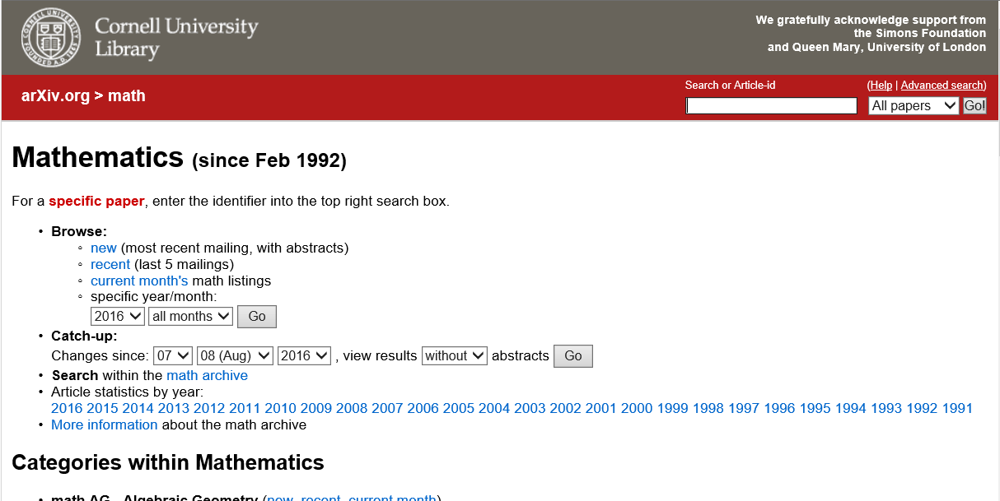 Cornell University
Library
We gratefully acknowledge support from
the Simons Foundation
and Queen Mary, University of London
arXiv.org > math
Search or Article-id
(Help | Advanced search)
All papers
Go!
Mathematics (since Feb 1992)
For a specific paper, enter the identifier into the top right search box.
• Browse:
◦ new (most recent mailing, with abstracts)
◦ recent (last 5 mailings)
◦ current month's math listings
◦ specific year/month:
2016 all months Go
• Catch-up:
Changes since: 07 08 (Aug) 2016 , view results without abstracts Go
• Search within the math archive
• Article statistics by year:
2016 2015 2014 2013 2012 2011 2010 2009 2008 2007 2006 2005 2004 2003 2002 2001 2000 1999 1998 1997 1996 1995 1994 1993 1992 1991
• More information about the math archive
Categories within Mathematics
• math.AG - Algebraic Geometry (new, recent, current month)